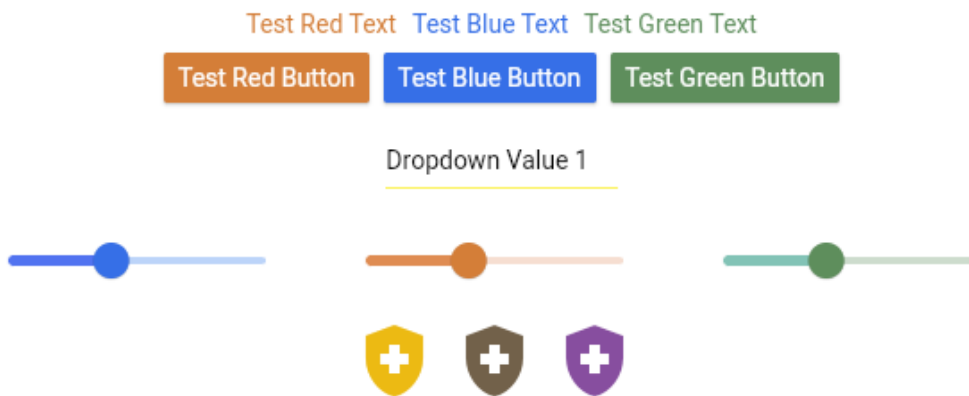 Test Red Text Test Blue Text Test Green Text
Test Red Button Test Blue Button Test Green Button
Dropdown Value 1